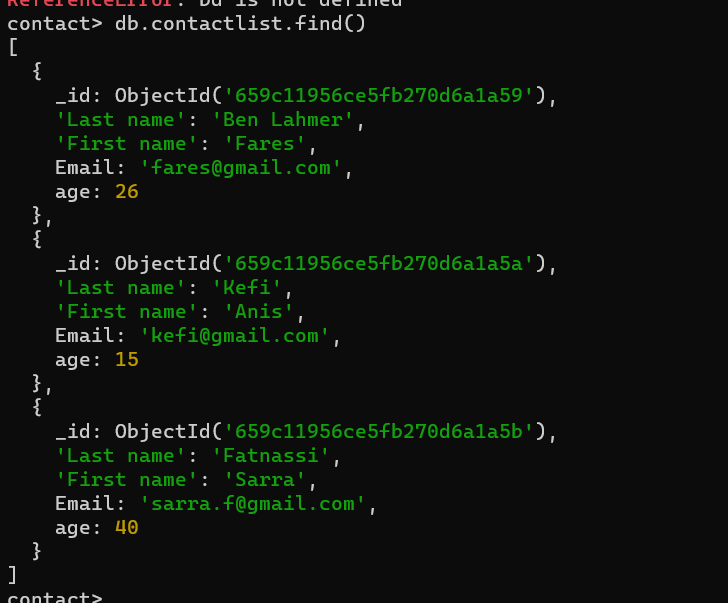 ReferenceError: Dd is not defined
contact> db.contactlist.find()
[
  {
    _id: ObjectId('659c11956ce5fb270d6a1a59'),
    'Last name': 'Ben Lahmer',
    'First name': 'Fares',
    Email: 'fares@gmail.com',
    age: 26
  },
  {
    _id: ObjectId('659c11956ce5fb270d6a1a5a'),
    'Last name': 'Kefi',
    'First name': 'Anis',
    Email: 'kefi@gmail.com',
    age: 15
  },
  {
    _id: ObjectId('659c11956ce5fb270d6a1a5b'),
    'Last name': 'Fatnassi',
    'First name': 'Sarra',
    Email: 'sarra.f@gmail.com',
    age: 40
  }
]
contact>